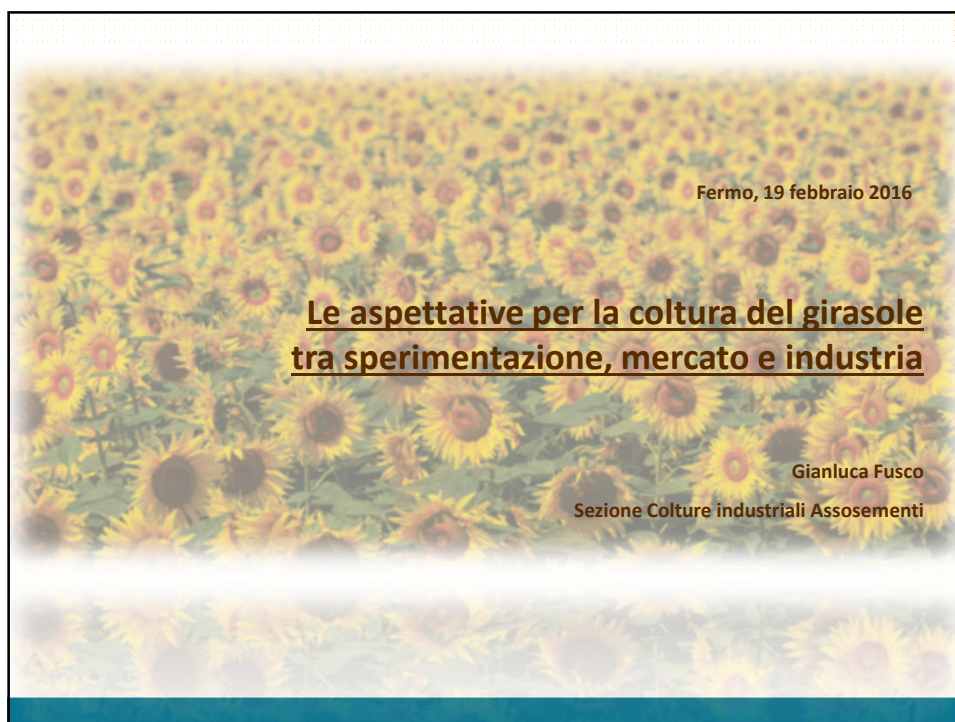 Fermo, 19 febbraio 2016
Le aspettative per la coltura del girasole
tra sperimentazione, mercato e industria
Gianluca Fusco
Sezione Colture industriali Assosementi